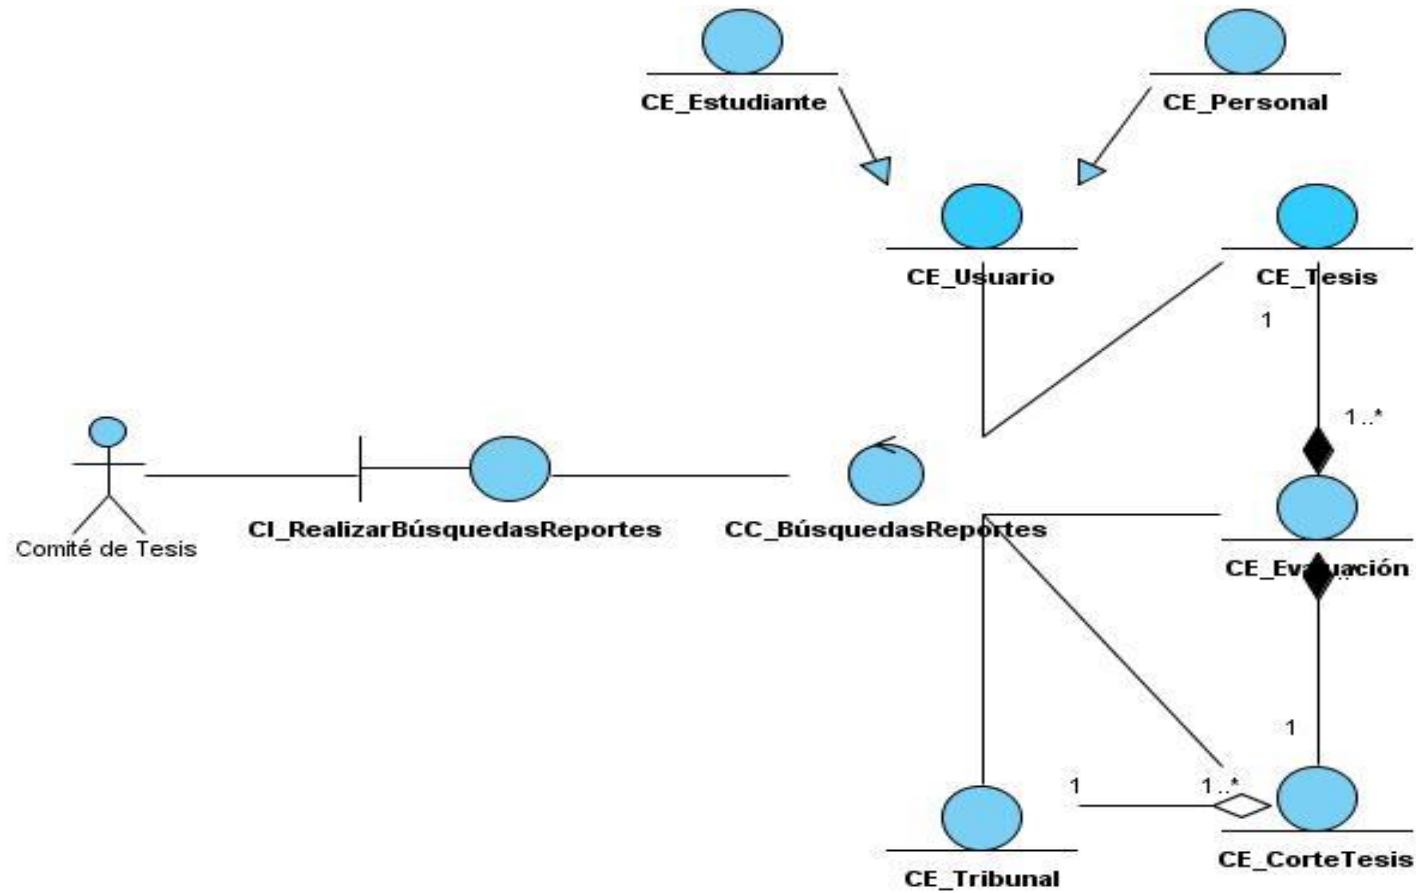 CE_Estudiante
CE_Personal
CE_Usuario
CE_Tesis
1
1..*
CI_RealizarBúsquedasReportes
CC_BúsquedasReportes
Comité de Tesis
CE_Evaluación
1
1
1..*
CE_CorteTesis
CE_Tribunal